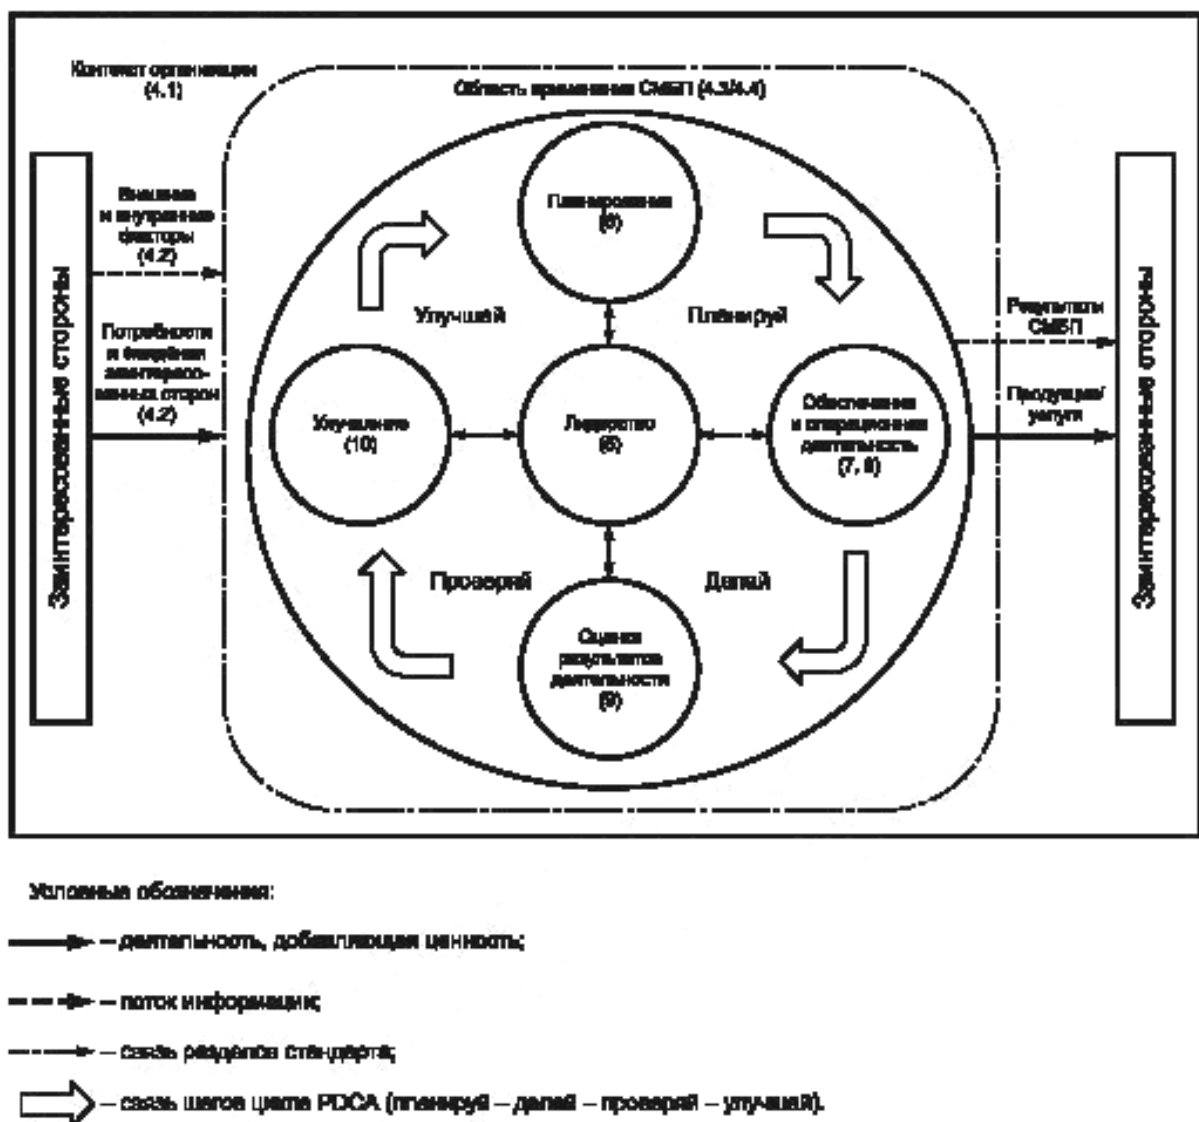 Контекст организации
(4.1)
Область применения СМБП (4.3/4.4)
Заинтересованные стороны
Внешние
и внутренние
факторы
(4.2)
Потребности
и ожидания
заинтересо-
ванных сторон
(4.2)
Планирование
(6)
Улучшай
Планируй
Улучшение
(10)
Лидерство
(5)
Обеспечение
и операционная
деятельность
(7, 8)
Проверяй
Делай
Оценка
результатов
деятельности
(9)
Результаты
СМБП
Продукция/
услуги
Заинтересованные стороны
Условные обозначения:
– деятельность, добавляющая ценность;
– поток информации;
– связь разделов стандарта;
– связь шагов цикла PDCA (планируй – делай – проверяй – улучшай).